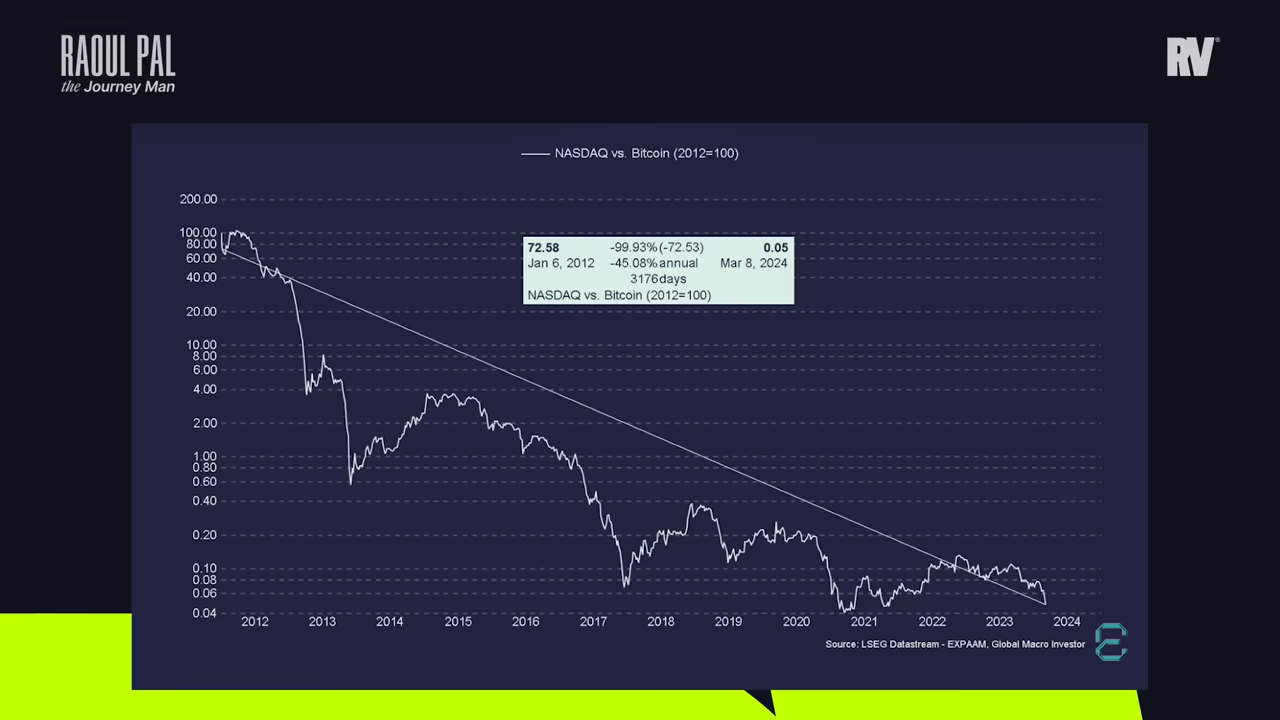 RAOUL PAL
the Journey Man
RV®
NASDAQ vs. Bitcoin (2012=100)
200.00
100.00
80.00
60.00
40.00
20.00
10.00
8.00
6.00
4.00
2.00
1.00
0.80
0.60
0.40
0.20
0.10
0.08
0.06
0.04
72.58 -99.93% (-72.53) 0.05
Jan 6, 2012 -45.08% annual Mar 8, 2024
3176 days
NASDAQ vs. Bitcoin (2012=100)
2012 2013 2014 2015 2016 2017 2018 2019 2020 2021 2022 2023 2024
Source: LSEG Datastream - EXPAAM, Global Macro Investor